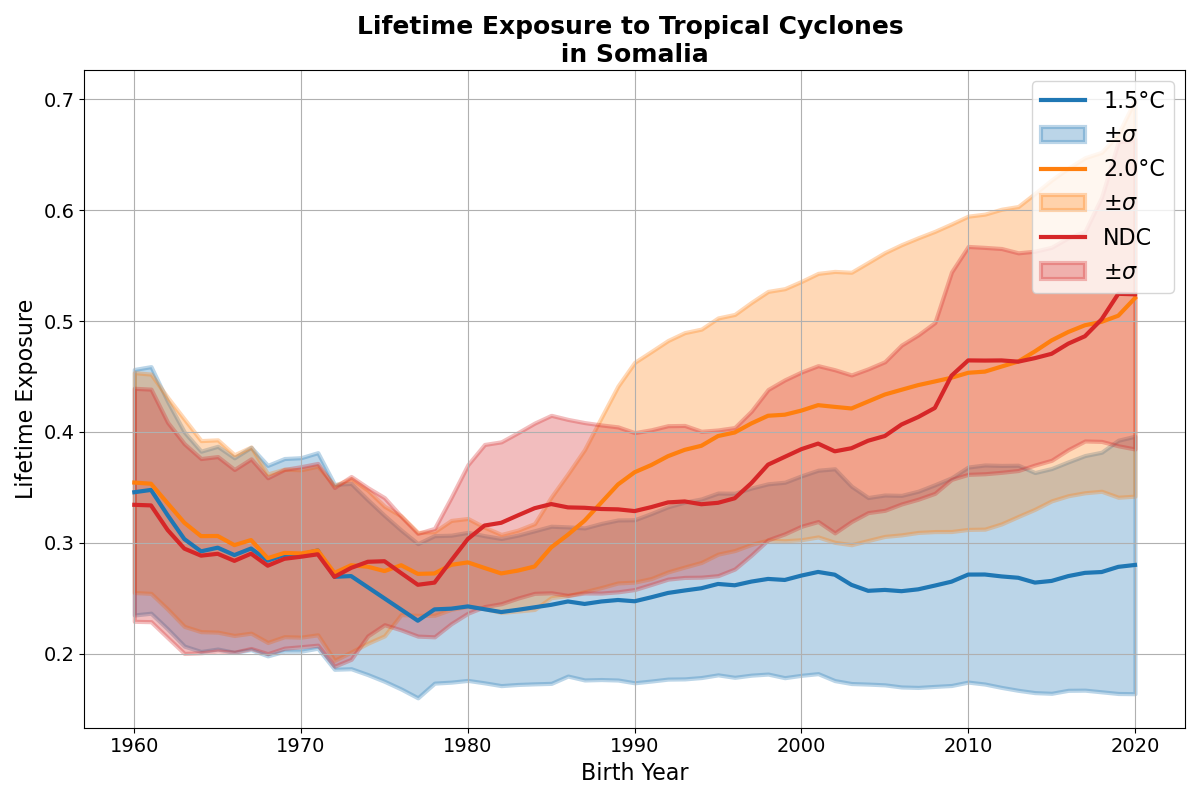 Lifetime Exposure to Tropical Cyclones
in Somalia
Lifetime Exposure
0.7
0.6
0.5
0.4
0.3
0.2
1.5°C
±σ
2.0°C
±σ
NDC
±σ
1960 1970 1980 1990 2000 2010 2020
Birth Year